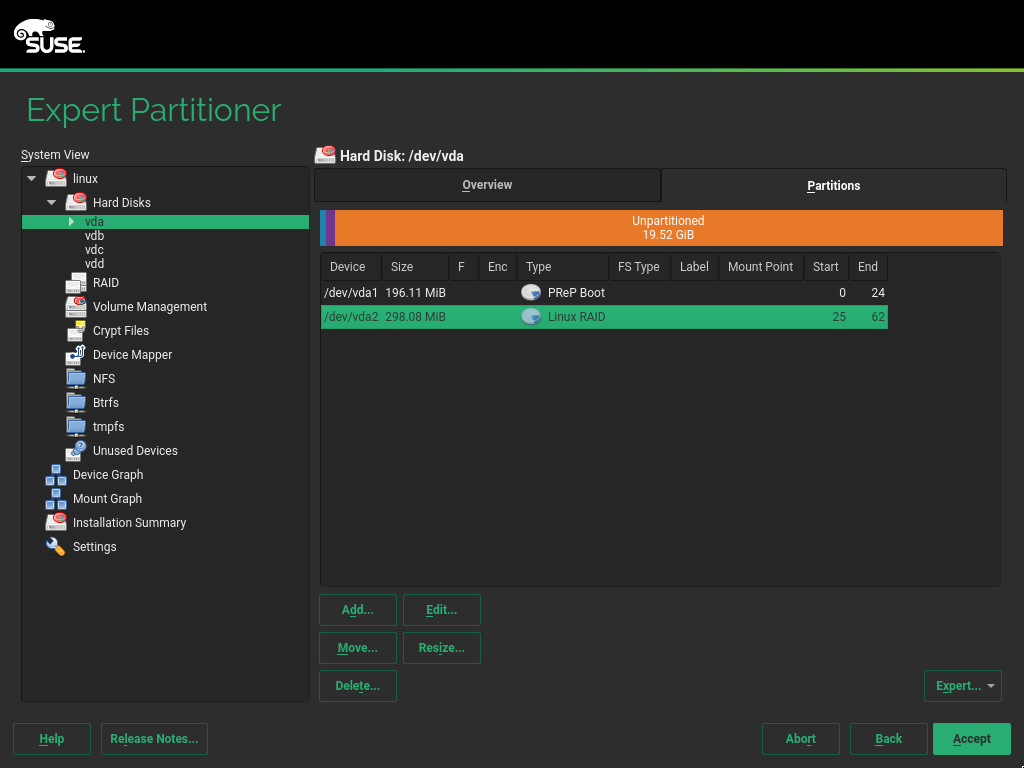 SUSE
Expert Partitioner
System View
linux
Hard Disks
vda
vdb
vdc
vdd
RAID
Volume Management
Crypt Files
Device Mapper
NFS
Btrfs
tmpfs
Unused Devices
Device Graph
Mount Graph
Installation Summary
Settings
Hard Disk: /dev/vda
Overview Partitions
Unpartitioned
19.52 GiB
Device Size F Enc Type FS Type Label Mount Point Start End
/dev/vda1 196.11 MiB PReP Boot 0 24
/dev/vda2 298.08 MiB Linux RAID 25 62
Add... Edit...
Move... Resize...
Delete... Expert...
Help Release Notes... Abort Back Accept